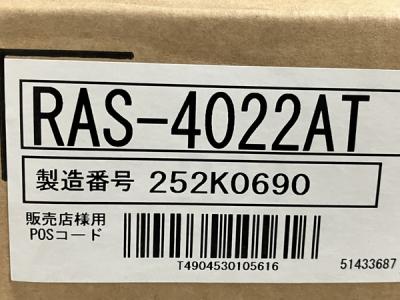 RAS-4022AT
製造番号 252K0690
販売店様用
POSコード
T4904530105616
51433687